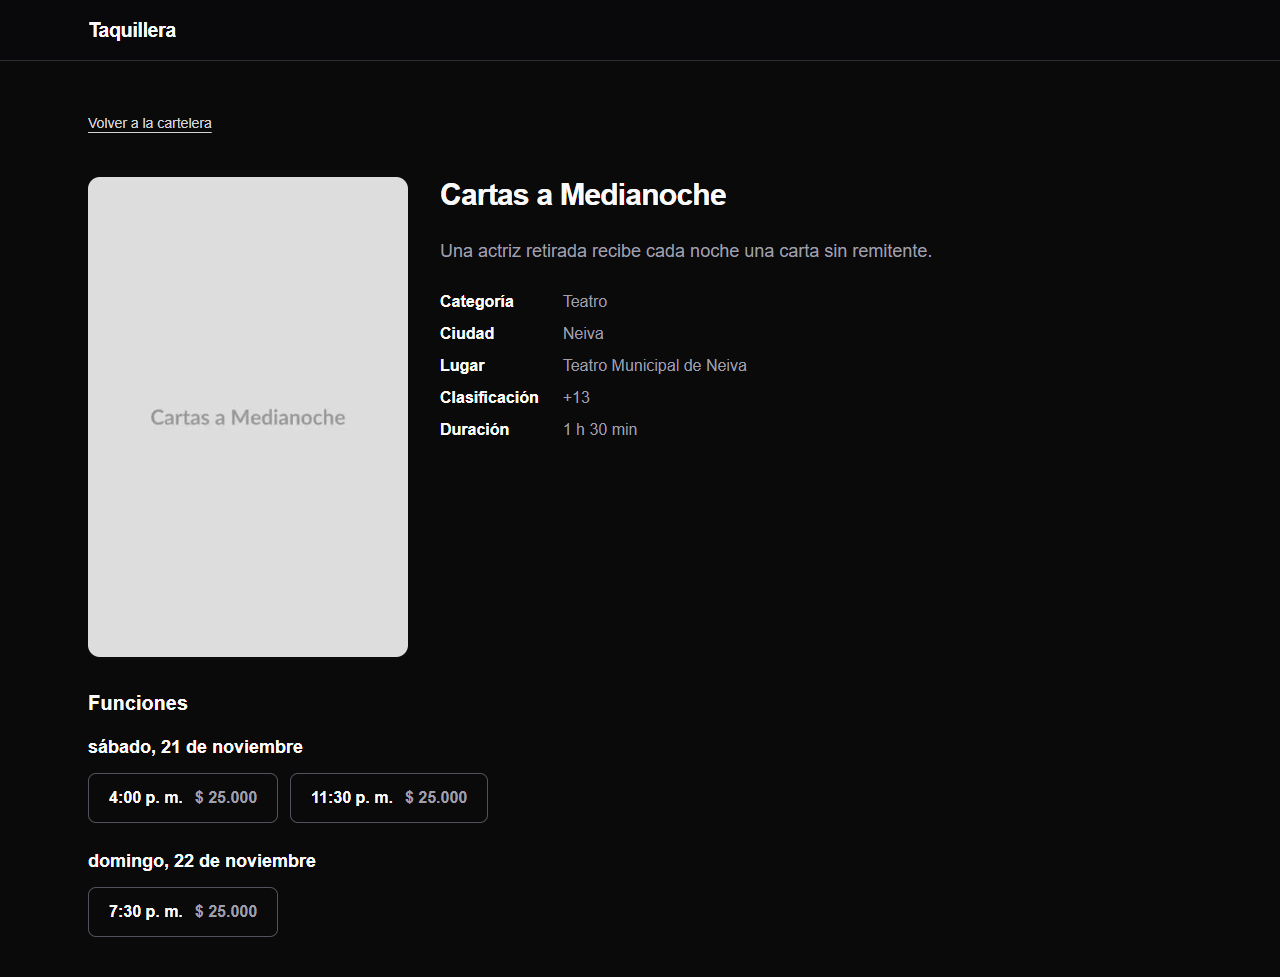 Taquillera
Volver a la cartelera
Cartas a Medianoche
Cartas a Medianoche
Una actriz retirada recibe cada noche una carta sin remitente.
Categoría Teatro
Ciudad Neiva
Lugar Teatro Municipal de Neiva
Clasificación +13
Duración 1 h 30 min
Funciones
sábado, 21 de noviembre
4:00 p. m. $ 25.000 11:30 p. m. $ 25.000
domingo, 22 de noviembre
7:30 p. m. $ 25.000